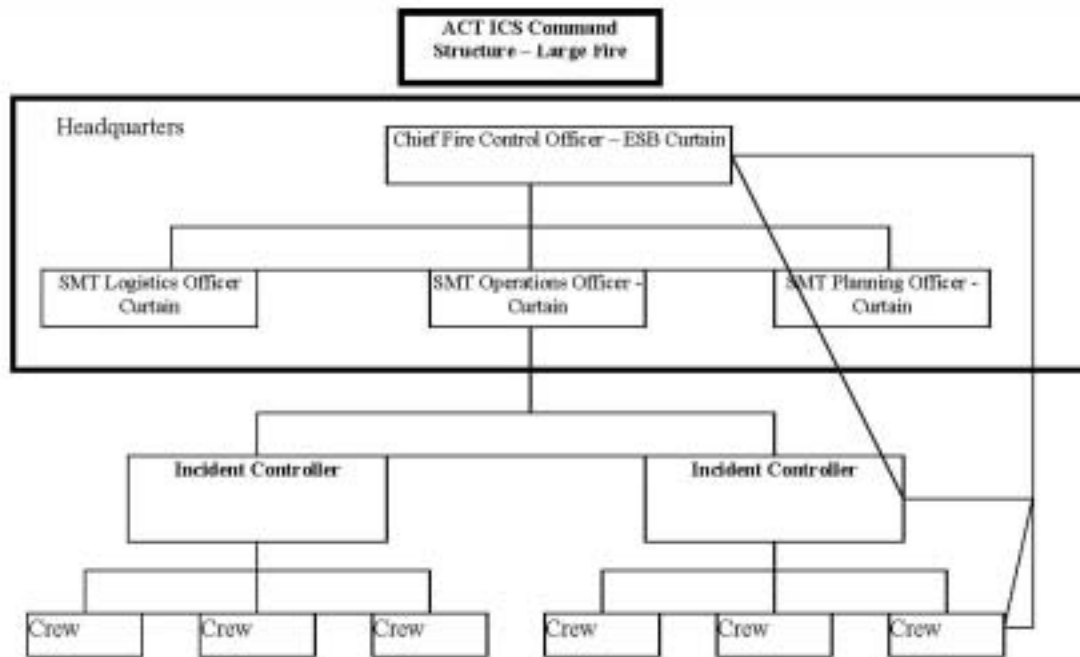 ACT ICS Command
Structure – Large Fire
Headquarters
Chief Fire Control Officer – ESB Curtain
SMT Logistics Officer
Curtain
SMT Operations Officer -
Curtain
SMT Planning Officer -
Curtain
Incident Controller
Incident Controller
Crew
Crew
Crew
Crew
Crew
Crew